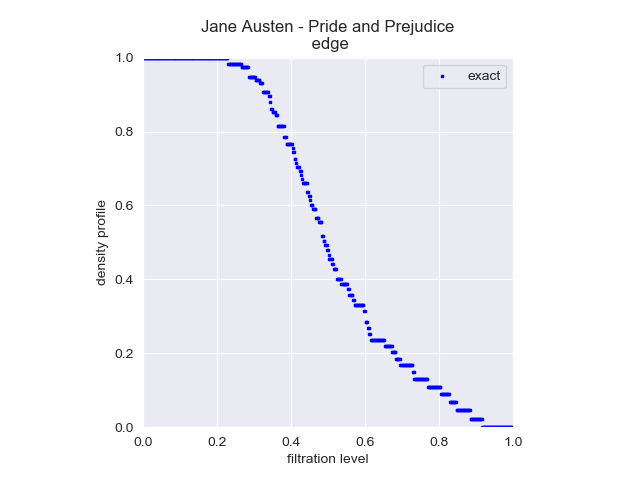 Jane Austen - Pride and Prejudice
edge
exact
1.0
0.8
0.6
0.4
0.2
0.0
density profile
0.0 0.2 0.4 0.6 0.8 1.0
filtration level